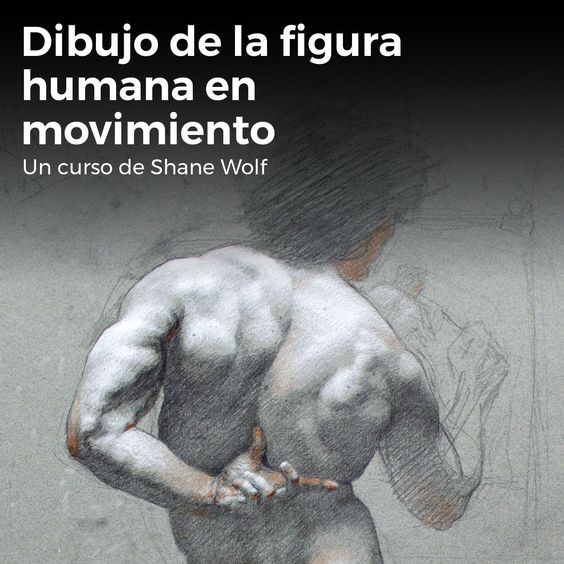 Dibujo de la figura
humana en
movimiento
Un curso de Shane Wolf